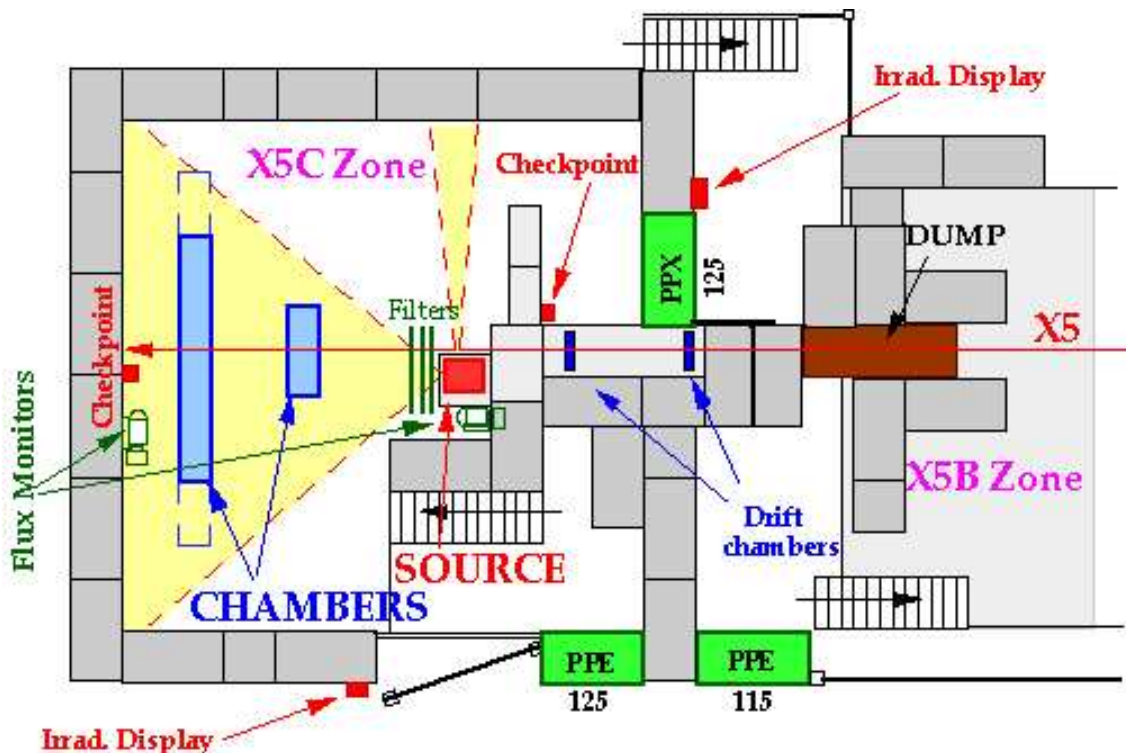 Irrad. Display
X5C Zone
Checkpoint
PPX
125
DUMP
Filters
X5
Checkpoint
Flux Monitors
X5B Zone
Drift
chambers
SOURCE
CHAMBERS
PPE
125
PPE
115
Irrad. Display